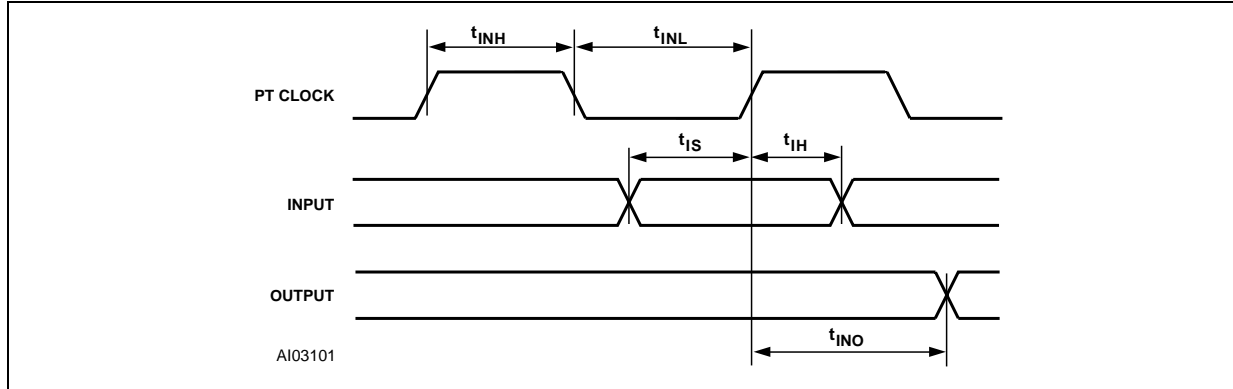 tINH
tINL
PT CLOCK
tIS
tIH
INPUT
OUTPUT
tINO
AI03101